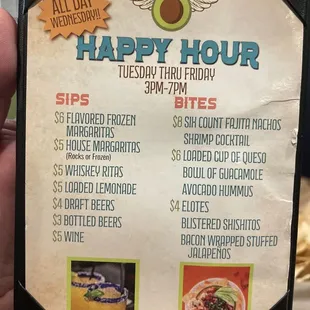 ALL DAY
WEDNESDAY!!
HAPPY HOUR
TUESDAY THRU FRIDAY
3PM-7PM
SIPS
$6 FLAVORED FROZEN
MARGARITAS
$5 HOUSE MARGARITAS
(Rocks or Frozen)
$5 WHISKEY RITAS
$5 LOADED LEMONADE
$4 DRAFT BEERS
$3 BOTTLED BEERS
$5 WINE
BITES
$8 SIX COUNT FAJITA NACHOS
SHRIMP COCKTAIL
$6 LOADED CUP OF QUESO
BOWL OF GUACAMOLE
AVOCADO HUMMUS
$4 ELOTES
BLISTERED SHISHITOS
BACON WRAPPED STUFFED
JALAPEÑOS